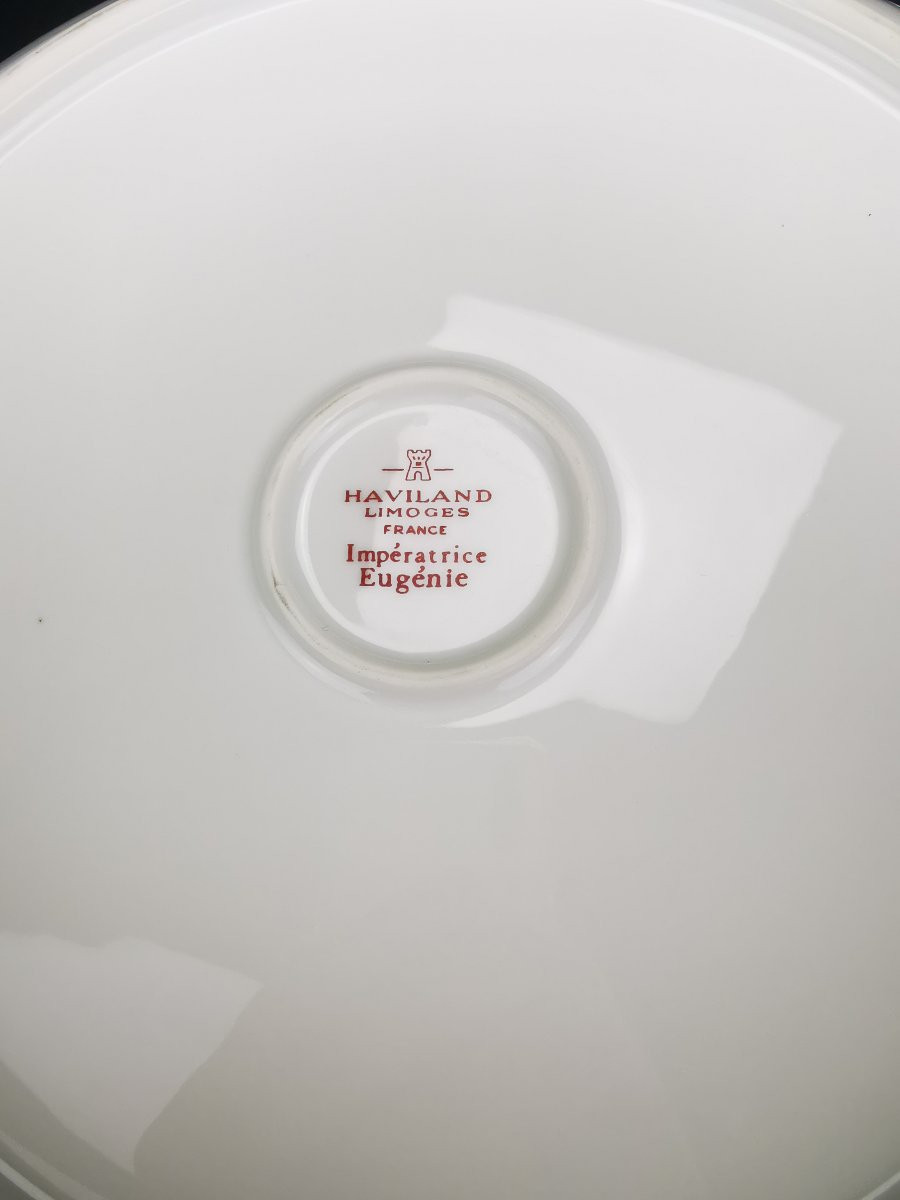 HAVILAND
LIMOGES
FRANCE
Impératrice
Eugénie